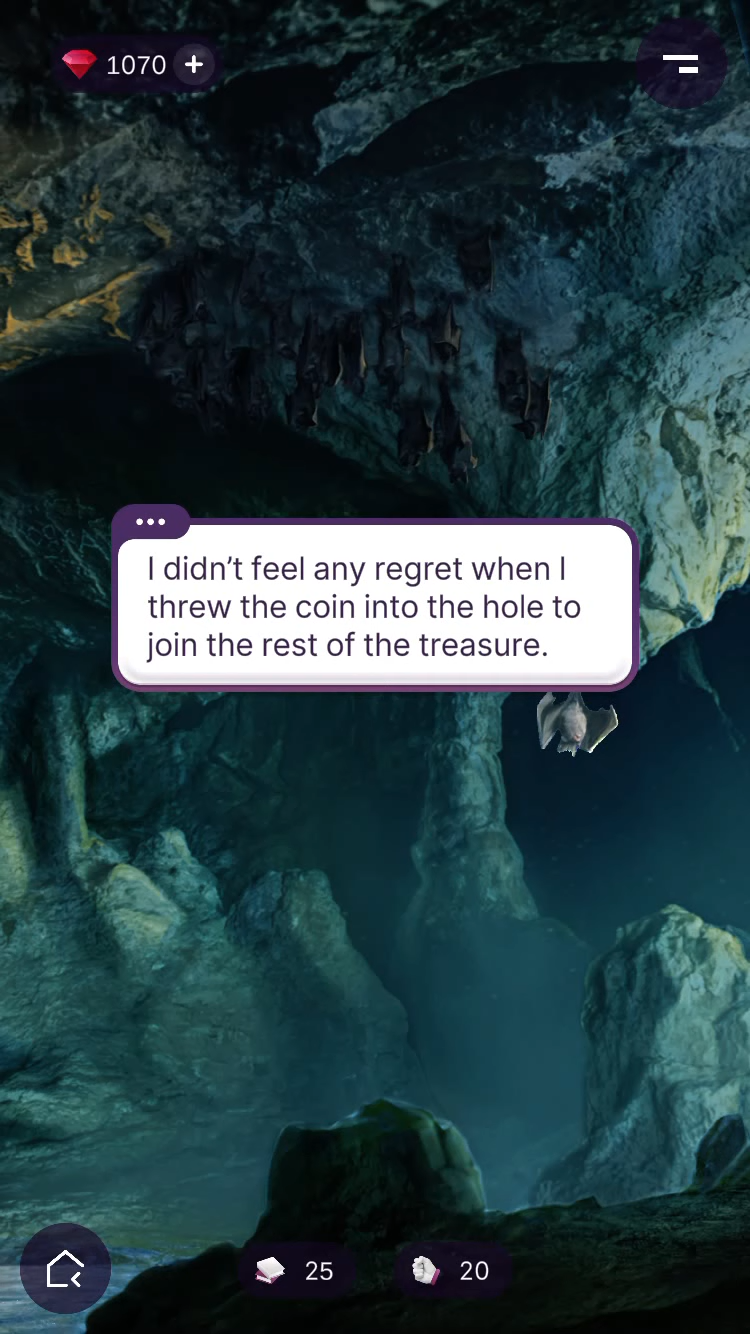 1070 +
I didn’t feel any regret when I
threw the coin into the hole to
join the rest of the treasure.
25 20